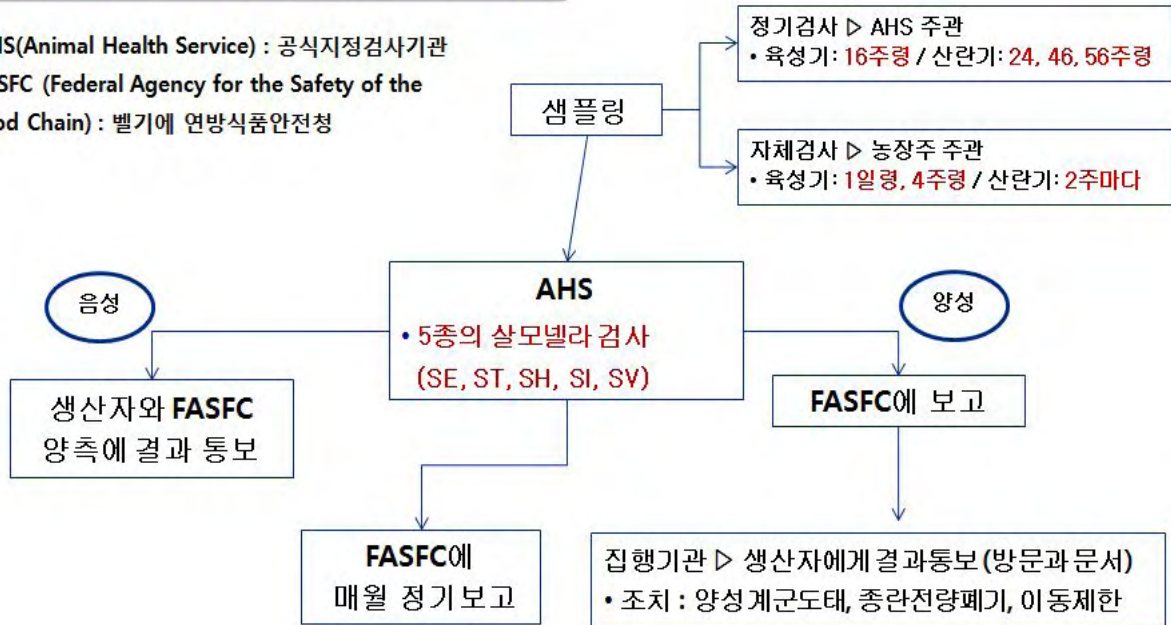 HS(Animal Health Service) : 공식지정검사기관
SFC (Federal Agency for the Safety of the
od Chain) : 벨기에 연방식품안전청
샘플링
정기검사 ▷ AHS 주관
• 육성기: 16주령 / 산란기: 24, 46, 56주령
자체검사 ▷ 농장주 주관
• 육성기: 1일령, 4주령 / 산란기: 2주마다
음성
AHS
• 5종의 살모넬라 검사
(SE, ST, SH, SI, SV)
양성
생산자와 FASFC
양측에 결과 통보
FASFC에 보고
FASFC에
매월 정기보고
집행기관 ▷ 생산자에게 결과통보 (방문과 문서)
• 조치 : 양성계군도태, 종란전량폐기, 이동제한